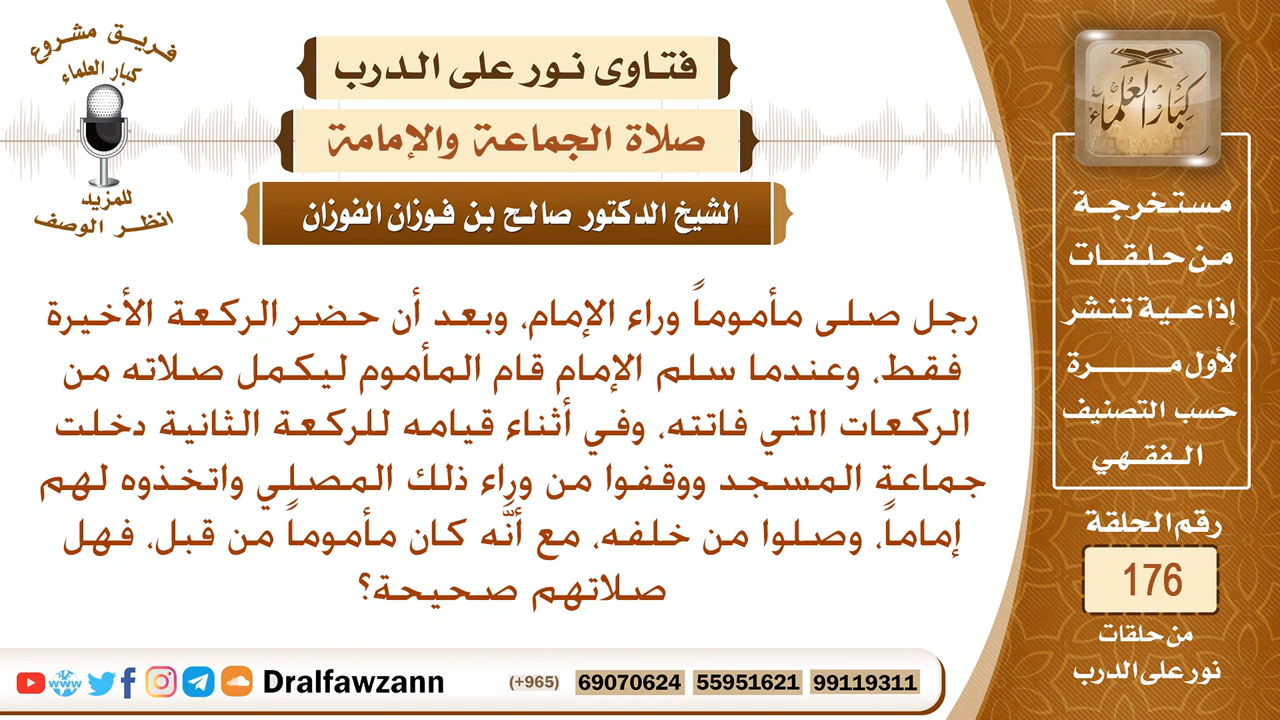 فريق مشروع
كبار العلماء
للمزيد
انظر الوصف
فتاوى نور على الدرب
صلاة الجماعة والإمامة
الشيخ الدكتور صالح بن فوزان الفوزان
رجل صلى مأموماً وراء الإمام، وبعد أن حضر الركعة الأخيرة
فقط، وعندما سلم الإمام قام المأموم ليكمل صلاته من
الركعات التي فاتته، وفي أثناء قيامه للركعة الثانية دخلت
جماعة المسجد ووقفوا من وراء ذلك المصلي واتخذوه لهم
إماماً، وصلوا من خلفه، مع أنَّه كان مأموماً من قبل، فهل
صلاتهم صحيحة؟
كبار العلماء
مستخرجة
من حلقات
إذاعية تنشر
لأول مرة
حسب التصنيف
الفقهي
رقم الحلقة
176
من حلقات
نور على الدرب
www Dralfawzann (+965) 69070624 55951621 99119311